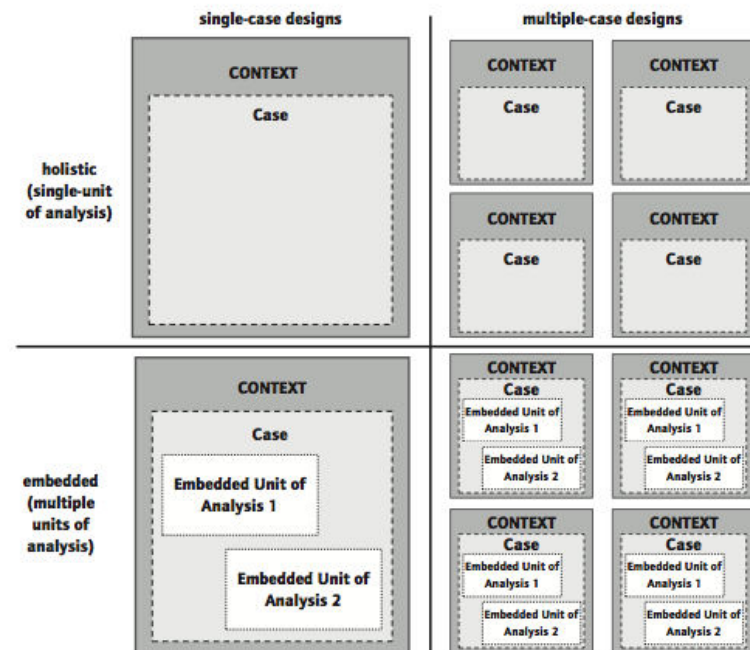 single-case designs
multiple-case designs
holistic
(single-unit
of analysis)
CONTEXT
Case
CONTEXT
Case
CONTEXT
Case
CONTEXT
Case
CONTEXT
Case
embedded
(multiple
units of
analysis)
CONTEXT
Case
Embedded Unit of
Analysis 1
Embedded Unit of
Analysis 2
CONTEXT
Case
Embedded Unit of
Analysis 1
Embedded Unit of
Analysis 2
CONTEXT
Case
Embedded Unit of
Analysis 1
Embedded Unit of
Analysis 2
CONTEXT
Case
Embedded Unit of
Analysis 1
Embedded Unit of
Analysis 2
CONTEXT
Case
Embedded Unit of
Analysis 1
Embedded Unit of
Analysis 2